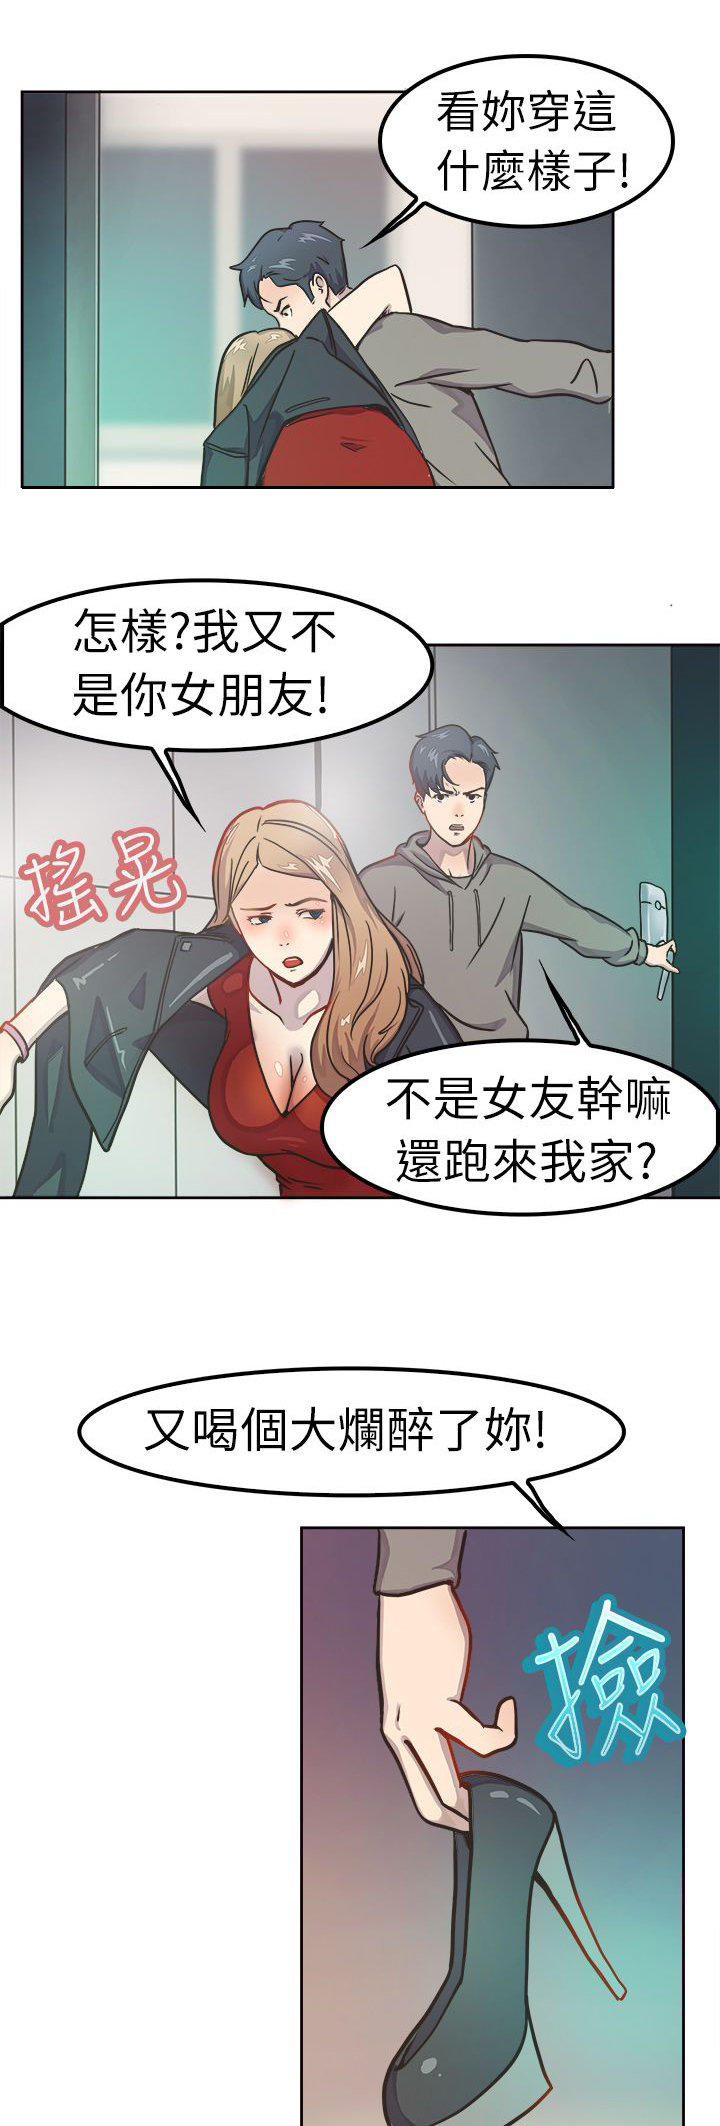 看妳穿這
什麼樣子!
怎樣?我又不
是你女朋友!
搖晃
不是女友幹嘛
還跑來我家?
又喝個大爛醉了妳!
撿